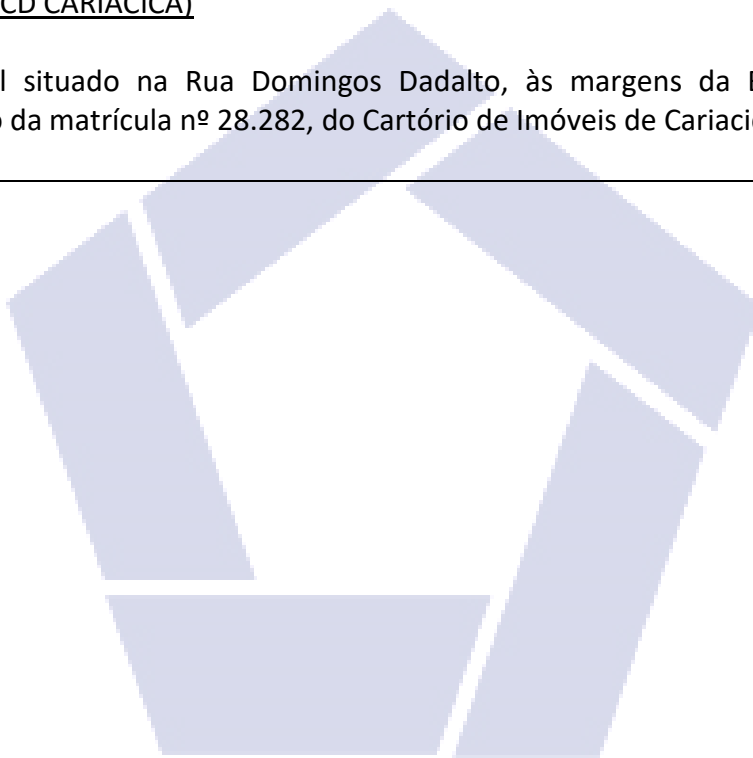 CD CARIACICA)
l situado na Rua Domingos Dadalto, às margens da
o da matrícula nº 28.282, do Cartório de Imóveis de Cariaci